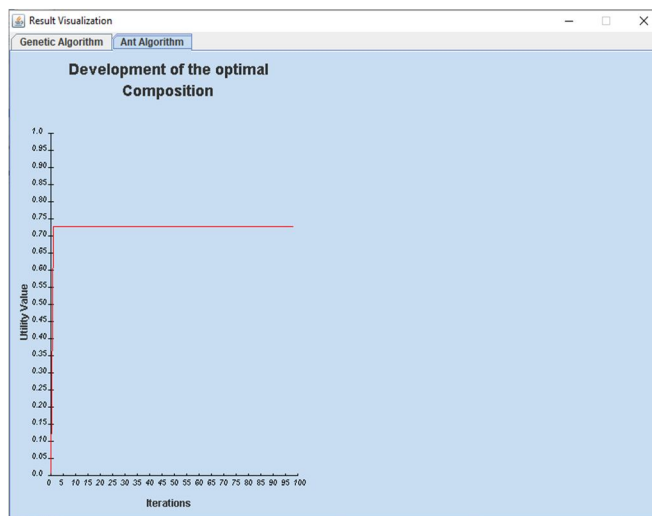 Result Visualization
Genetic Algorithm
Ant Algorithm
Development of the optimal
Composition
1.0
0.95
0.90
0.85
0.80
0.75
0.70
0.65
0.60
0.55
0.50
0.45
0.40
0.35
0.30
0.25
0.20
0.15
0.10
0.05
0.0
Utility Value
0 5 10 15 20 25 30 35 40 45 50 55 60 65 70 75 80 85 90 95 100
Iterations